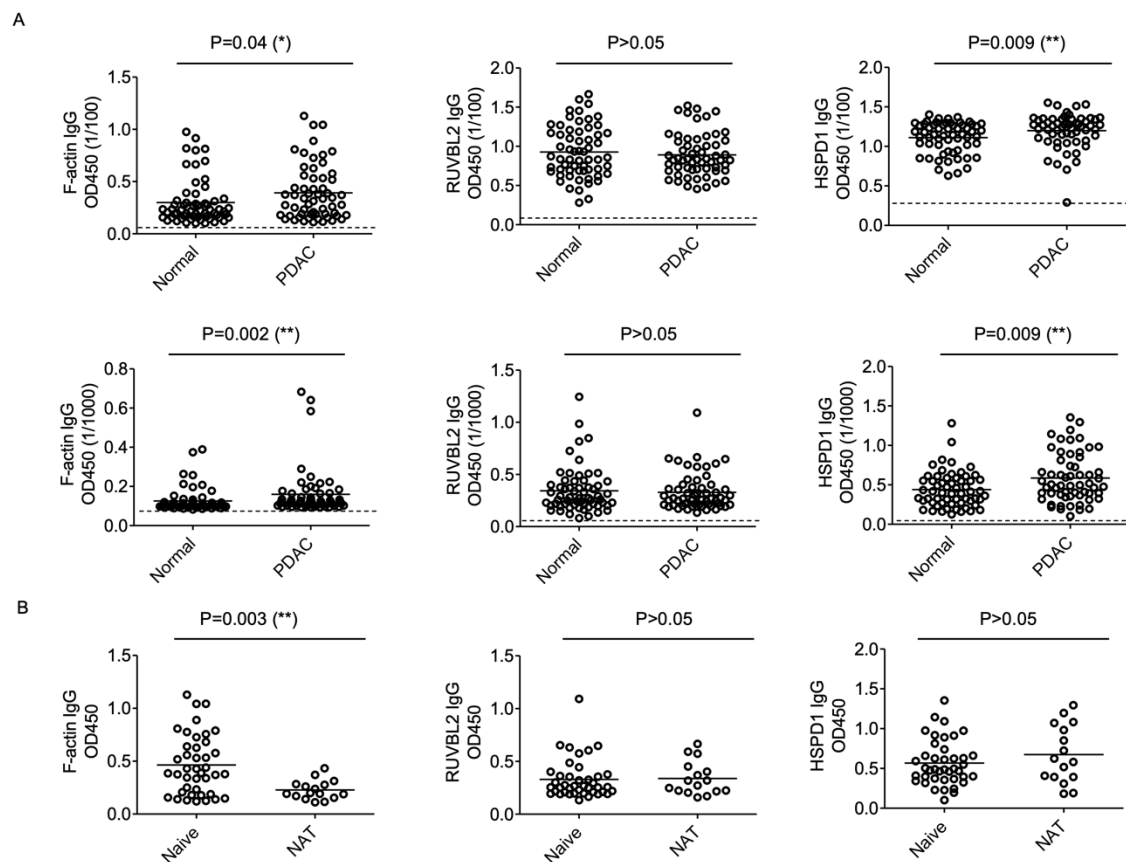 A
P=0.04 (*)
F-actin IgG
OD450 (1/100)
1.5
1.0
0.5
0.0
Normal
PDAC
P>0.05
RUVBL2 IgG
OD450 (1/100)
2.0
1.5
1.0
0.5
0.0
Normal
PDAC
P=0.009 (**)
HSPD1 IgG
OD450 (1/100)
2.0
1.5
1.0
0.5
0.0
Normal
PDAC
P=0.002 (**)
F-actin IgG
OD450 (1/1000)
0.8
0.6
0.4
0.2
0.0
Normal
PDAC
P>0.05
RUVBL2 IgG
OD450 (1/1000)
1.5
1.0
0.5
0.0
Normal
PDAC
P=0.009 (**)
HSPD1 IgG
OD450 (1/1000)
2.0
1.5
1.0
0.5
0.0
Normal
PDAC
B
P=0.003 (**)
F-actin IgG
OD450
1.5
1.0
0.5
0.0
Naive
NAT
P>0.05
RUVBL2 IgG
OD450
1.5
1.0
0.5
0.0
Naive
NAT
P>0.05
HSPD1 IgG
OD450
2.0
1.5
1.0
0.5
0.0
Naive
NAT